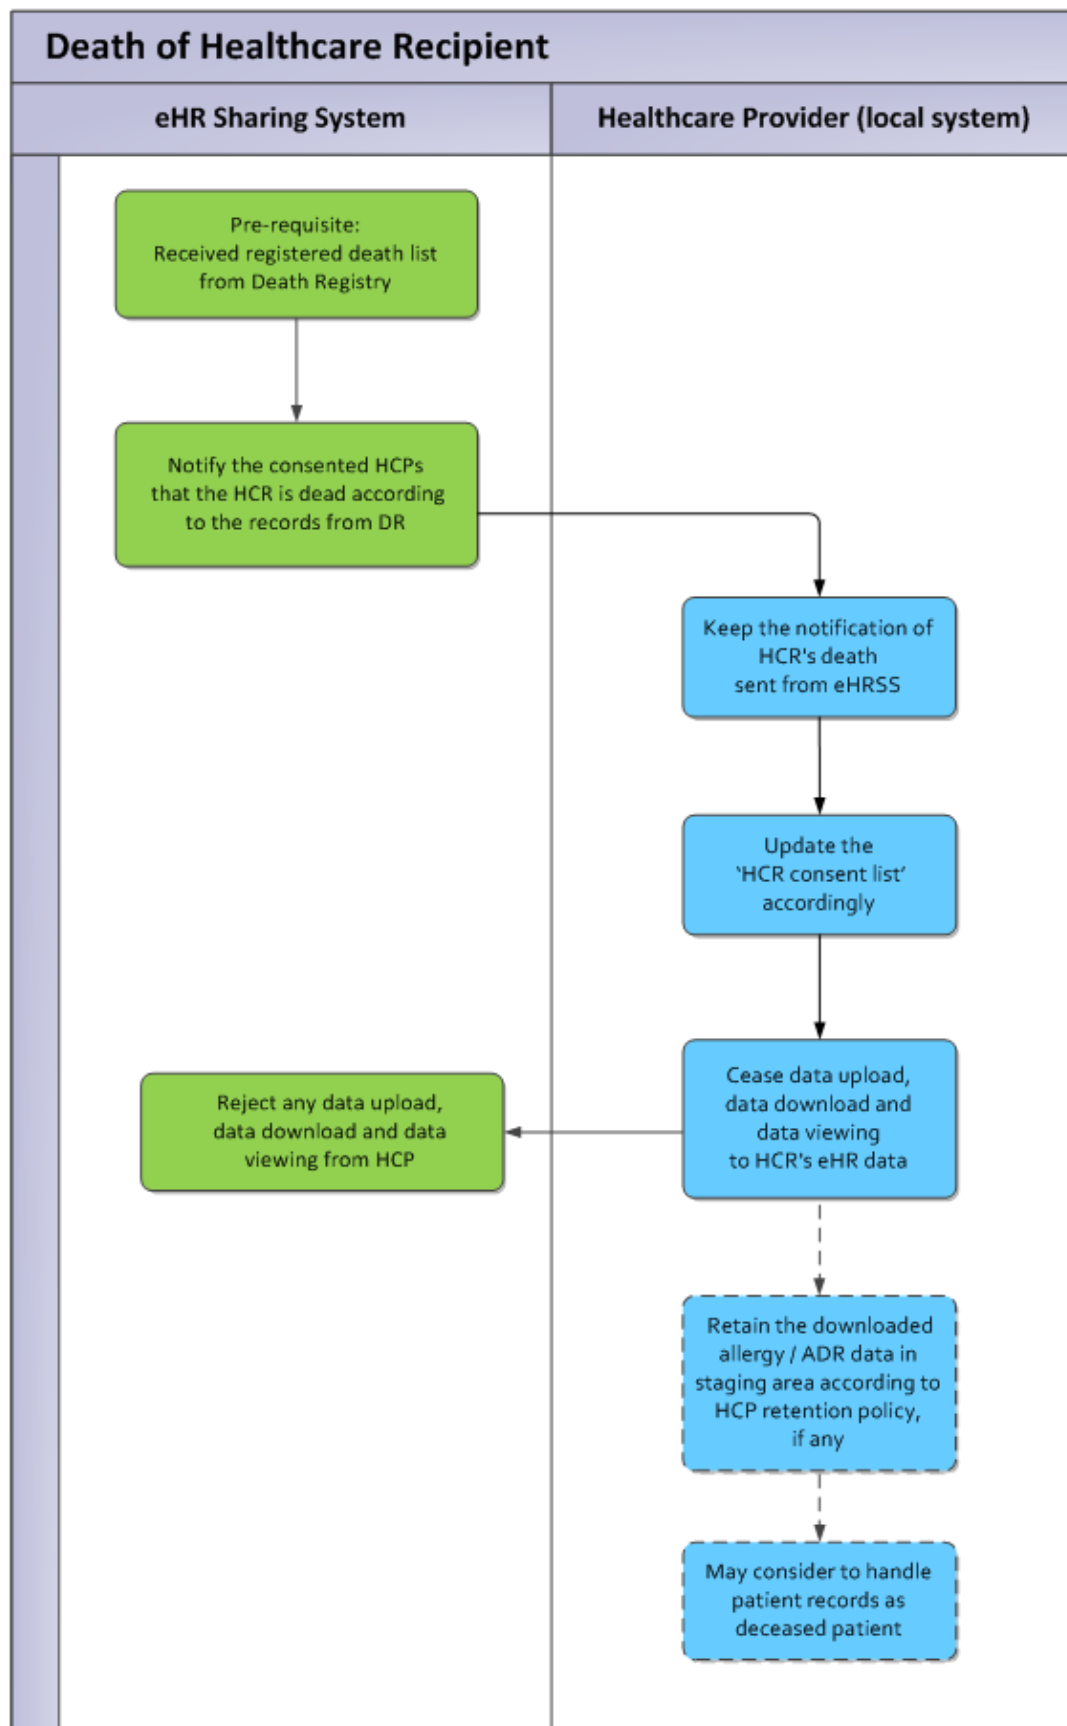 Death of Healthcare Recipient
eHR Sharing System
Healthcare Provider (local system)
Pre-requisite:
Received registered death list
from Death Registry
Notify the consented HCPs
that the HCR is dead according
to the records from DR
Keep the notification of
HCR's death
sent from eHRSS
Update the
‘HCR consent list’
accordingly
Cease data upload,
data download and
data viewing
to HCR's eHR data
Reject any data upload,
data download and data
viewing from HCP
Retain the downloaded
allergy / ADR data in
staging area according to
HCP retention policy,
if any
May consider to handle
patient records as
deceased patient